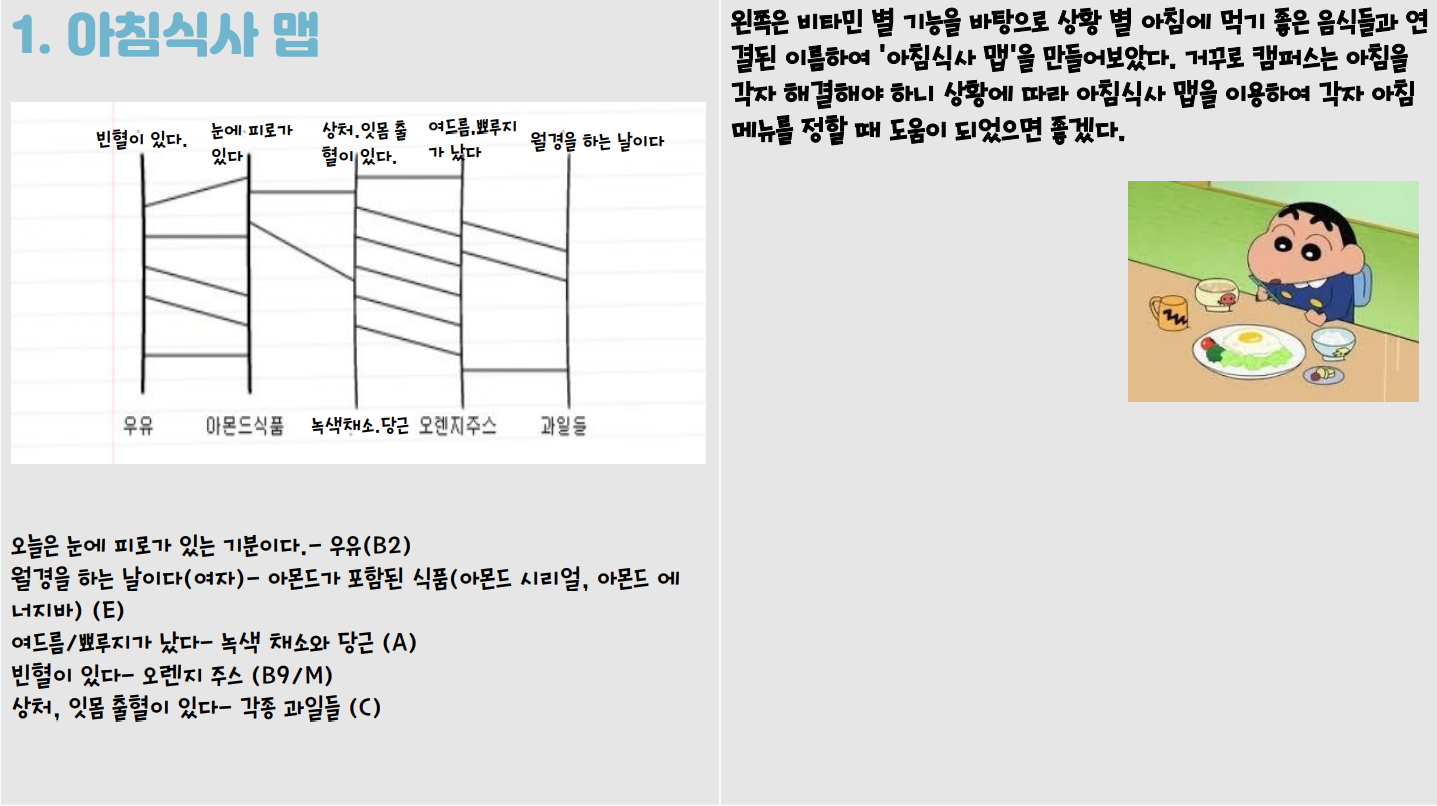 1. 아침식사 맵
빈혈이 있다.
눈에 피로가
있다
상처.잇몸 출
혈이 있다.
여드름.뾰루지
가 났다
월경을 하는 날이다
우유
아몬드식품
녹색채소.당근
오렌지주스
과일들
오늘은 눈에 피로가 있는 기분이다.- 우유(B2)
월경을 하는 날이다(여자)- 아몬드가 포함된 식품(아몬드 시리얼, 아몬드 에
너지바) (E)
여드름/뾰루지가 났다- 녹색 채소와 당근 (A)
빈혈이 있다- 오렌지 주스 (B9/M)
상처, 잇몸 출혈이 있다- 각종 과일들 (C)
왼쪽은 비타민 별 기능을 바탕으로 상황 별 아침에 먹기 좋은 음식들과 연
결된 이름하여 '아침식사 맵'을 만들어보았다. 거꾸로 캠퍼스는 아침을
각자 해결해야 하니 상황에 따라 아침식사 맵을 이용하여 각자 아침
메뉴를 정할 때 도움이 되었으면 좋겠다.